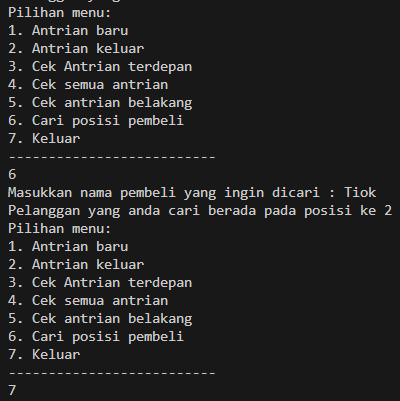 Pilihan menu:
1. Antrian baru
2. Antrian keluar
3. Cek Antrian terdepan
4. Cek semua antrian
5. Cek antrian belakang
6. Cari posisi pembeli
7. Keluar
--------------------------
6
Masukkan nama pembeli yang ingin dicari : Tiok
Pelanggan yang anda cari berada pada posisi ke 2
Pilihan menu:
1. Antrian baru
2. Antrian keluar
3. Cek Antrian terdepan
4. Cek semua antrian
5. Cek antrian belakang
6. Cari posisi pembeli
7. Keluar
--------------------------
7